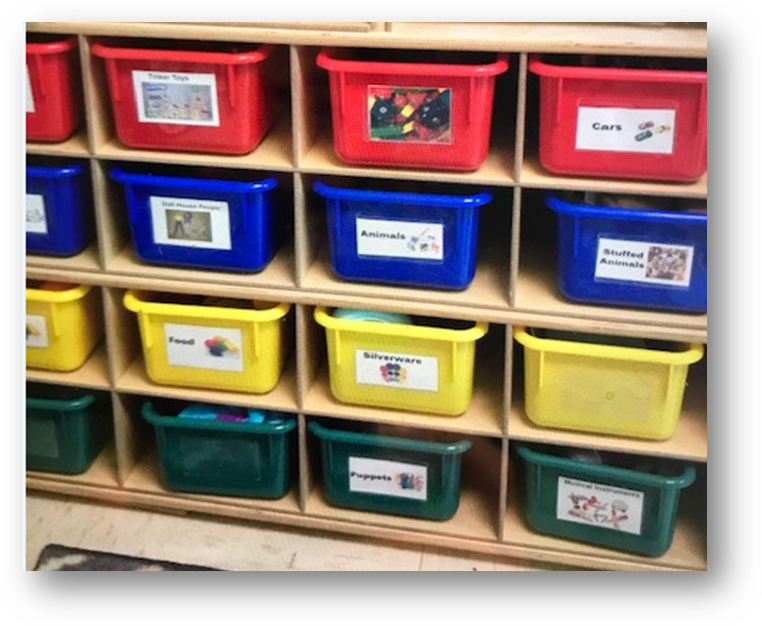 Tinker Toys
Cars
Doll House People
Animals
Stuffed
Animals
Food
Silverware
Puppets
Musical Instruments